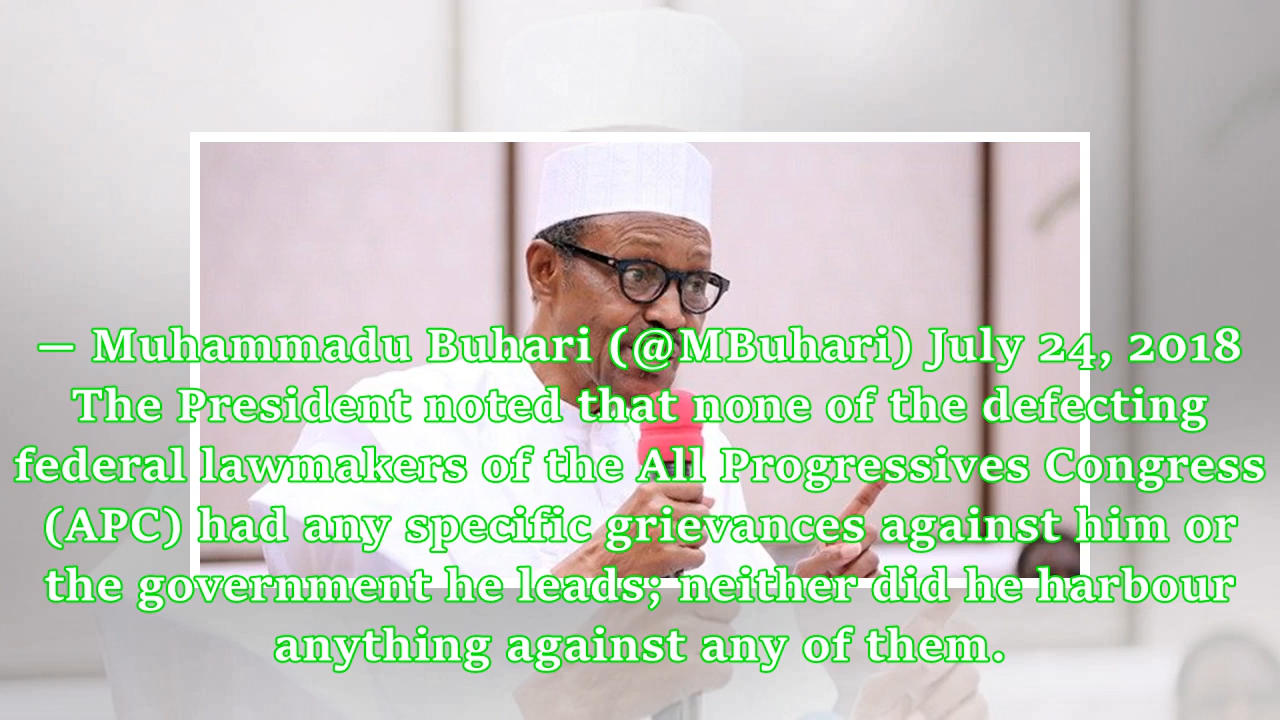 — Muhammadu Buhari (@MBuhari) July 24, 2018
The President noted that none of the defecting
federal lawmakers of the All Progressives Congress
(APC) had any specific grievances against him or
the government he leads; neither did he harbour
anything against any of them.